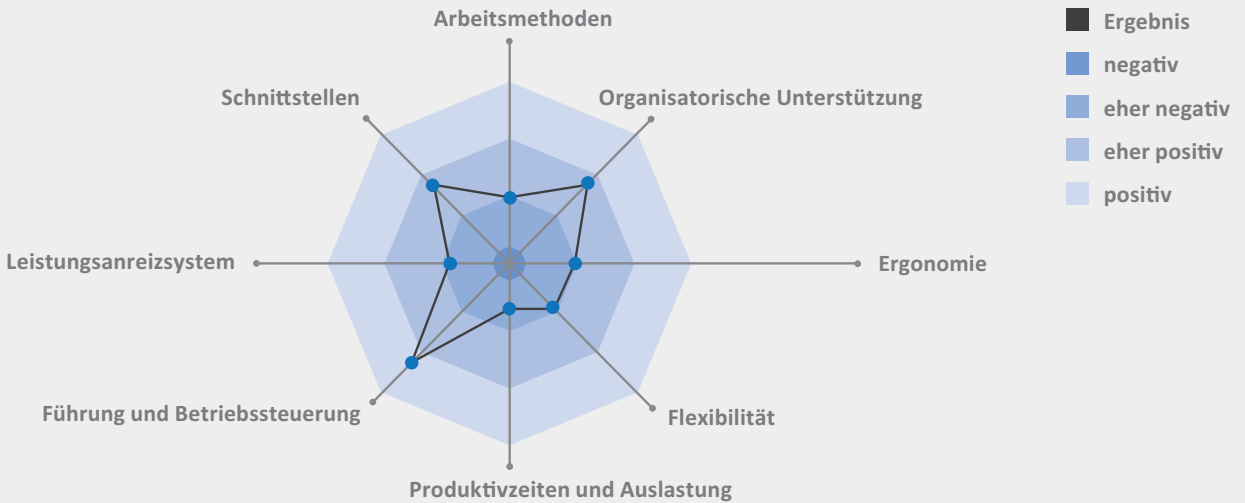 Arbeitsmethoden
Schnittstellen
Organisatorische Unterstützung
Leistungsanreizsystem
Ergonomie
Führung und Betriebssteuerung
Flexibilität
Produktivzeiten und Auslastung
Ergebnis
negativ
eher negativ
eher positiv
positiv